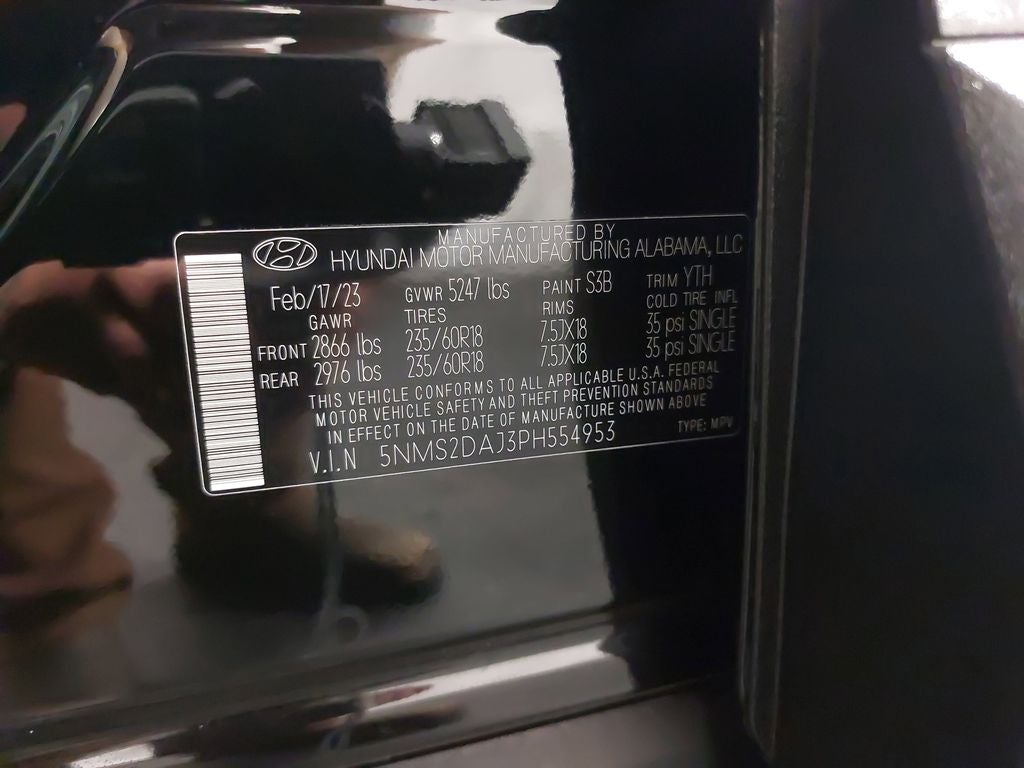 MANUFACTURED BY
HYUNDAI MOTOR MANUFACTURING ALABAMA, LLC
Feb/17/23 GVWR 5247 lbs PAINT S3B TRIM YTH
GAWR TIRES RIMS COLD TIRE INFL
FRONT 2866 lbs 235/60R18 7.5JX18 35 psi SINGLE
REAR 2976 lbs 235/60R18 7.5JX18 35 psi SINGLE
THIS VEHICLE CONFORMS TO ALL APPLICABLE U.S.A. FEDERAL
MOTOR VEHICLE SAFETY AND THEFT PREVENTION STANDARDS
IN EFFECT ON THE DATE OF MANUFACTURE SHOWN ABOVE
V.I.N 5NMS2DAJ3PH554953 TYPE: MPV